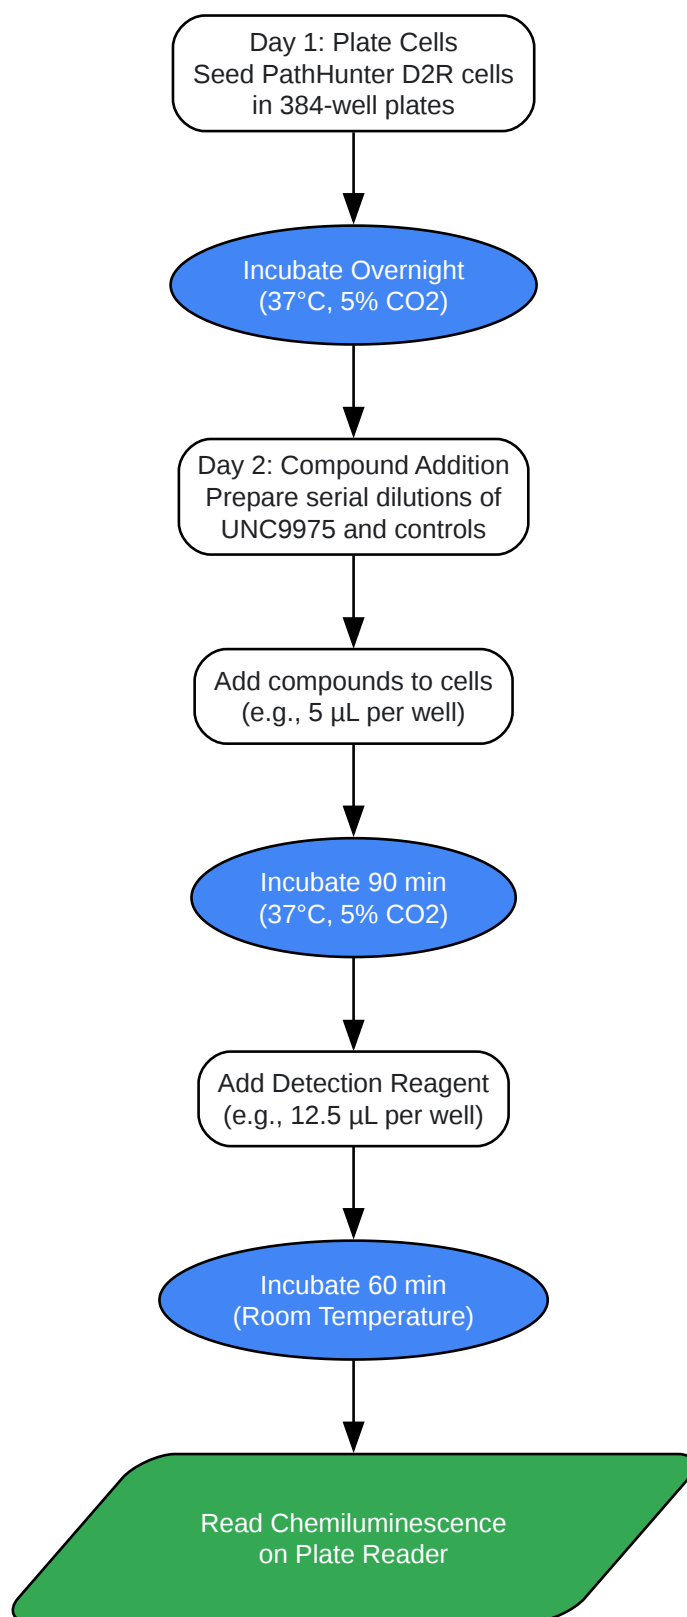 Day 1: Plate Cells
Seed PathHunter D2R cells
in 384-well plates
Incubate Overnight
(37°C, 5% CO2)
Day 2: Compound Addition
Prepare serial dilutions of
UNC9975 and controls
Add compounds to cells
(e.g., 5 µL per well)
Incubate 90 min
(37°C, 5% CO2)
Add Detection Reagent
(e.g., 12.5 µL per well)
Incubate 60 min
(Room Temperature)
Read Chemiluminescence
on Plate Reader